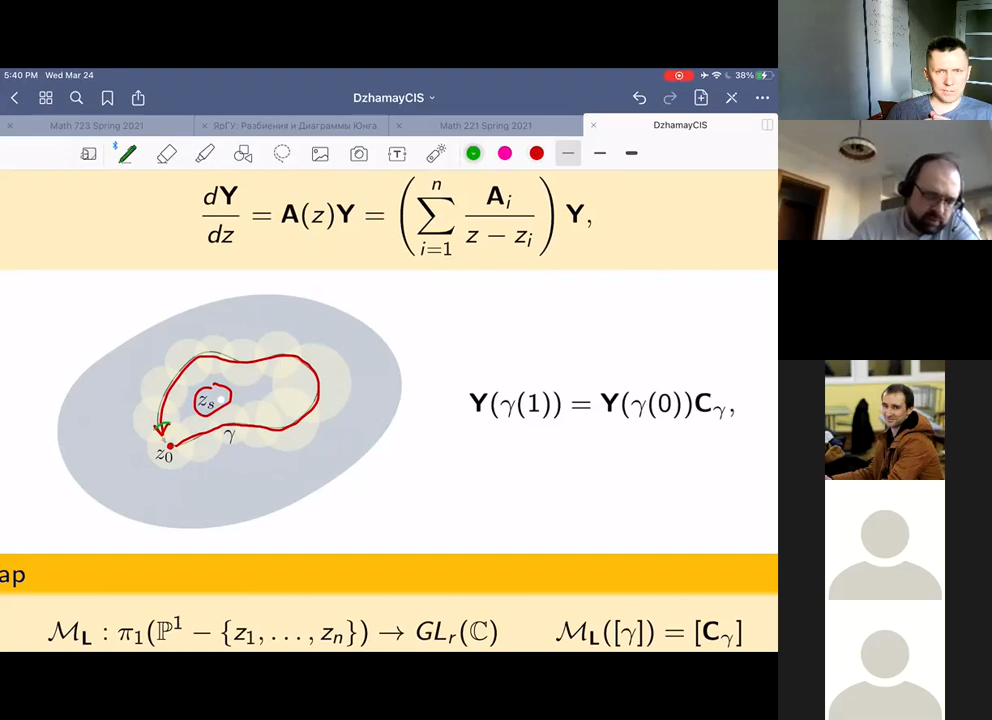 5:40 PM Wed Mar 24
38%
DzhamayCIS
Math 723 Spring 2021
ЯрГУ: Разбиения и Диаграммы Юнга
Math 221 Spring 2021
DzhamayCIS
dY/dz = A(z)Y = (∑_{i=1}^{n} A_i/(z − z_i)) Y,
z_s
γ
z_0
Y(γ(1)) = Y(γ(0))C_γ,
ap
M_L : π_1(ℙ^1 − {z_1, . . . , z_n}) → GL_r(ℂ) M_L([γ]) = [C_γ]